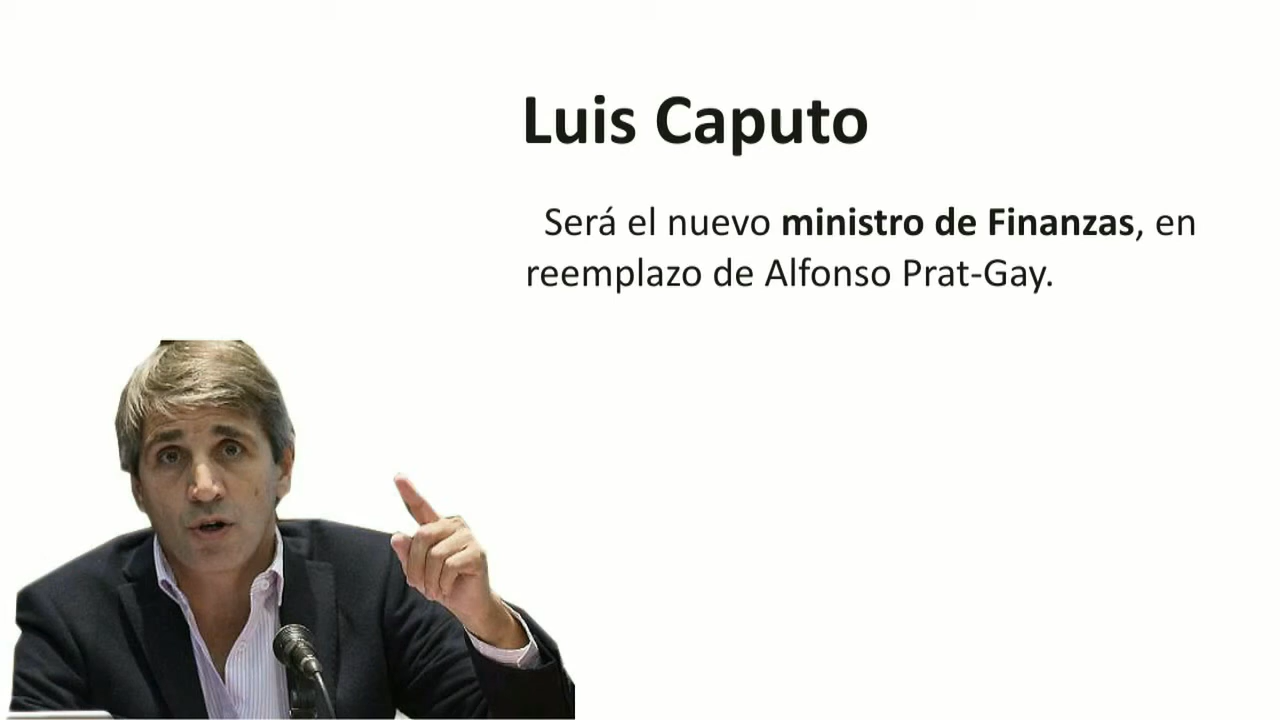 Luis Caputo
Será el nuevo ministro de Finanzas, en
reemplazo de Alfonso Prat-Gay.